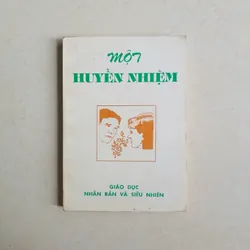 MỘT
HUYỀN NHIỆM
GIÁO DỤC
NHÂN BẢN VÀ SIÊU NHIÊN